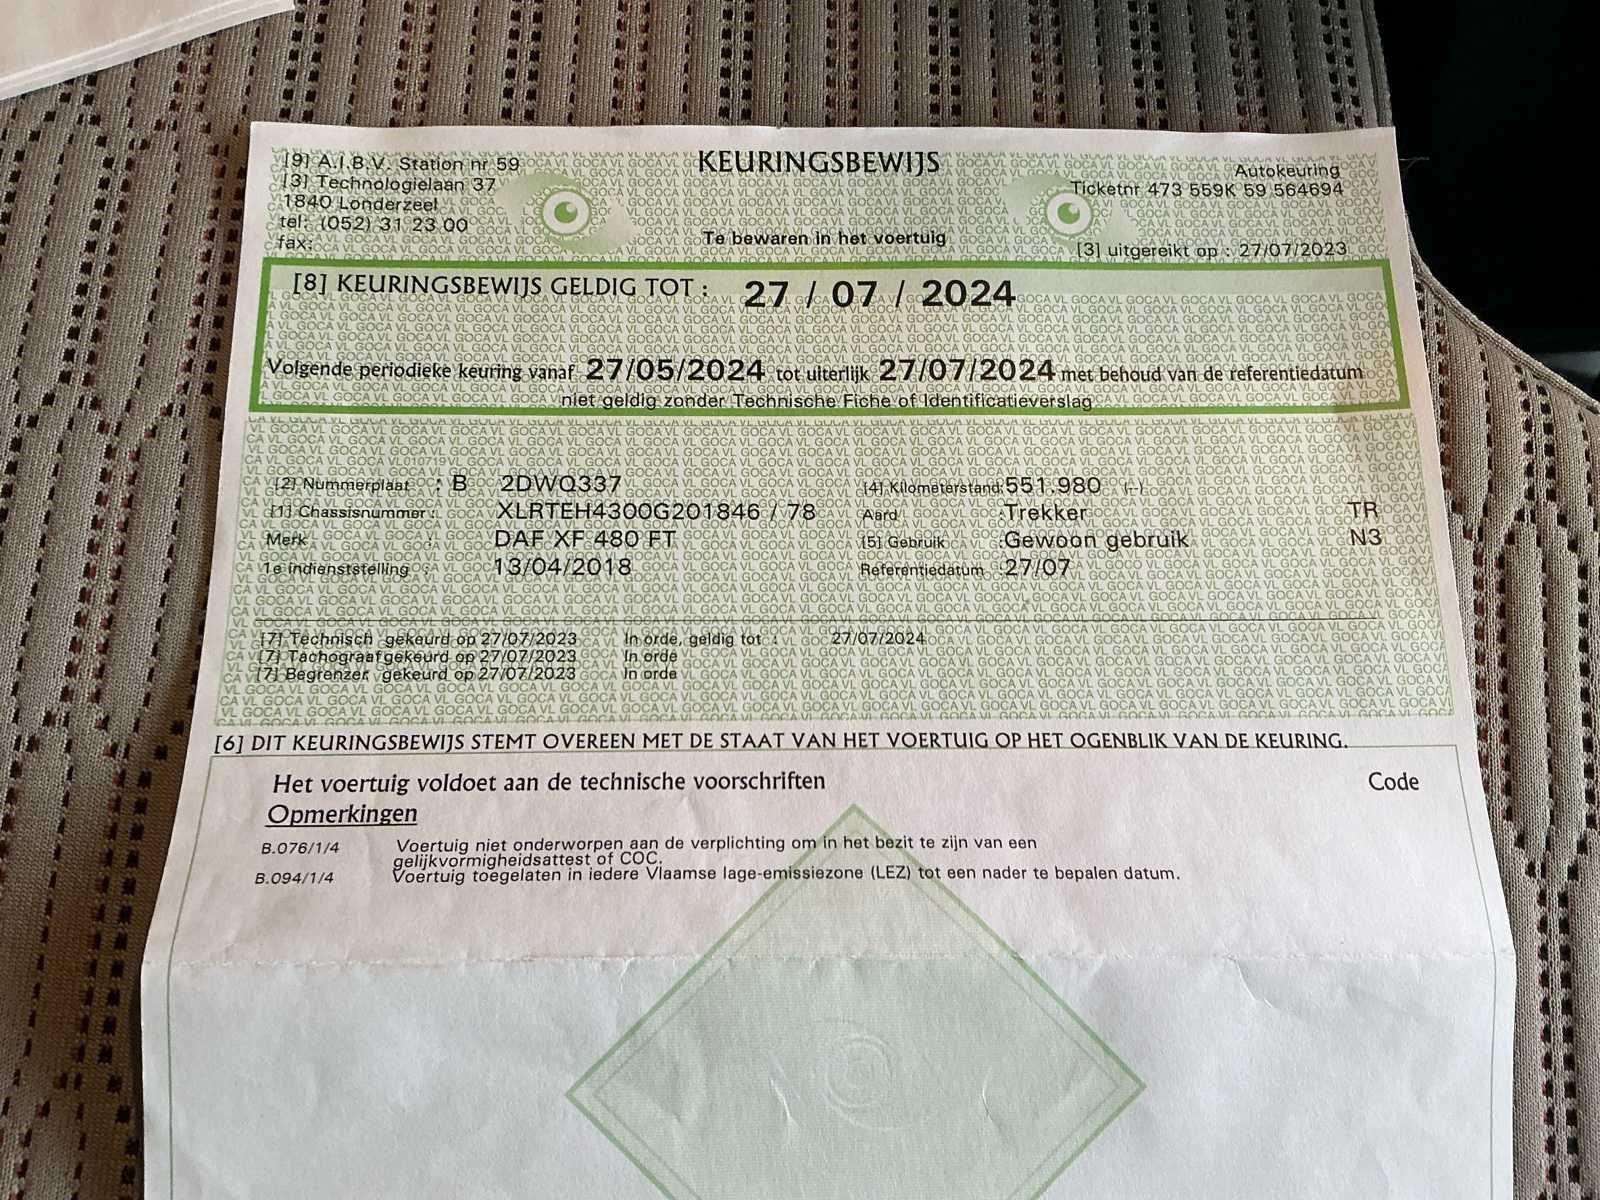 [9] A.I.B.V. Station nr 59
[3] Technologielaan 37
1840 Londerzeel
tel: (052) 31 23 00
fax:
KEURINGSBEWIJS
Te bewaren in het voertuig
Autokeuring
Ticketnr 473 559K 59 564694
[3] uitgereikt op : 27/07/2023
[8] KEURINGSBEWIJS GELDIG TOT : 27 / 07 / 2024
Volgende periodieke keuring vanaf 27/05/2024 tot uiterlijk 27/07/2024 met behoud van de referentiedatum
niet geldig zonder Technische Fiche of Identificatieverslag
[2] Nummerplaat : B 2DWQ337
[1] Chassisnummer : XLRTEH4300G201846 / 78
Merk : DAF XF 480 FT
1e indienststelling : 13/04/2018
[4] Kilometerstand: 551.980 (-)
Aard : Trekker TR
[5] Gebruik : Gewoon gebruik N3
Referentiedatum : 27/07
[7] Technisch gekeurd op 27/07/2023 In orde, geldig tot : 27/07/2024
[7] Tachograaf gekeurd op 27/07/2023 In orde
[7] Begrenzer gekeurd op 27/07/2023 In orde
[6] DIT KEURINGSBEWIJS STEMT OVEREEN MET DE STAAT VAN HET VOERTUIG OP HET OGENBLIK VAN DE KEURING.
Het voertuig voldoet aan de technische voorschriften Code
Opmerkingen
B.076/1/4 Voertuig niet onderworpen aan de verplichting om in het bezit te zijn van een
gelijkvormigheidsattest of COC.
B.094/1/4 Voertuig toegelaten in iedere Vlaamse lage-emissiezone (LEZ) tot een nader te bepalen datum.